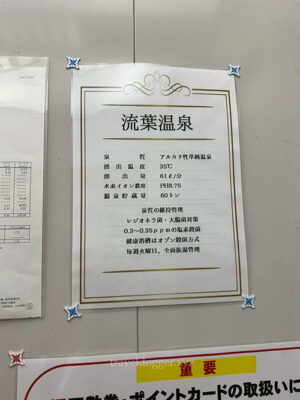 流葉温泉
泉質 アルカリ性単純温泉
湧出温度 25℃
湧出量 61ℓ/分
水素イオン濃度 PH8.75
源泉貯蔵量 60トン
泉質の維持管理
レジオネラ菌・大腸菌対策
0.3～0.35ppmの塩素殺菌
健康浴槽はオゾン殺菌方式
毎週火曜日、全面換湯管理
重要
ポイントカードの取扱いに